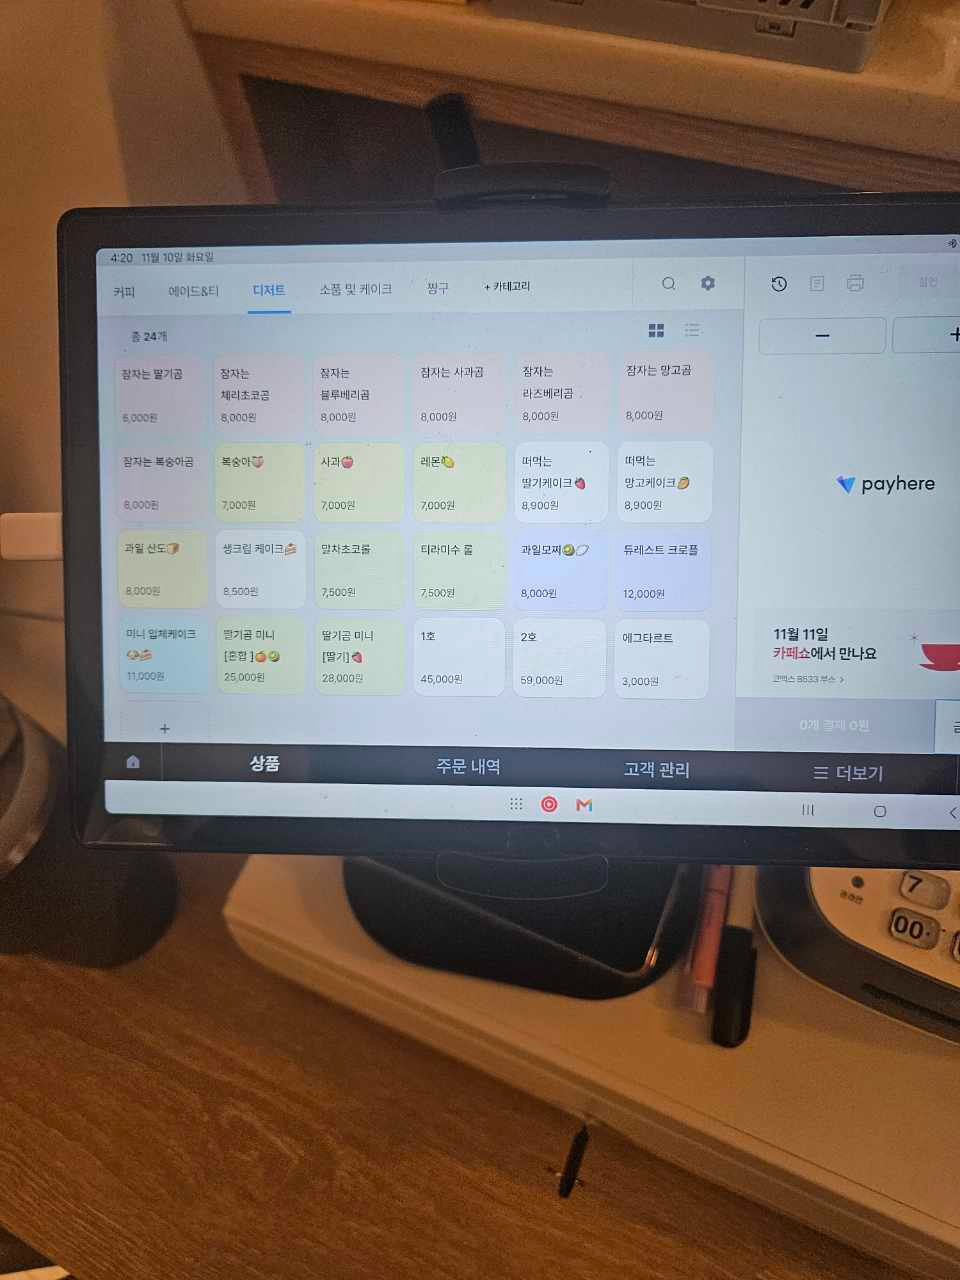 4:20 11월 10일 화요일
커피 에이드&티 디저트 소품 및 케이크 짱구 + 카테고리
총 24개
잠자는 딸기곰
6,000원
잠자는
체리초코곰
8,000원
잠자는
블루베리곰
8,000원
잠자는 사과곰
8,000원
잠자는
라즈베리곰
8,000원
잠자는 망고곰
8,000원
잠자는 복숭아곰
8,000원
복숭아🍑
7,000원
사과🍎
7,000원
레몬🍋
7,000원
떠먹는
딸기케이크🍓
8,900원
떠먹는
망고케이크🥭
8,900원
과일 산도🍞
8,000원
생크림 케이크🍰
8,500원
말차초코롤
7,500원
티라미수 롤
7,500원
과일모찌🥝
8,000원
듀레스트 크로플
12,000원
미니 입체케이크
🐶🍰
11,000원
딸기곰 미니
[혼합 ]🍊🥝
25,000원
딸기곰 미니
[딸기]🍓
28,000원
1호
45,000원
2호
59,000원
에그타르트
3,000원
+
− +
payhere
11월 11일
카페쇼에서 만나요
코엑스 B533 부스 >
0개 결제 0원
상품 주문 내역 고객 관리 더보기
7
00·